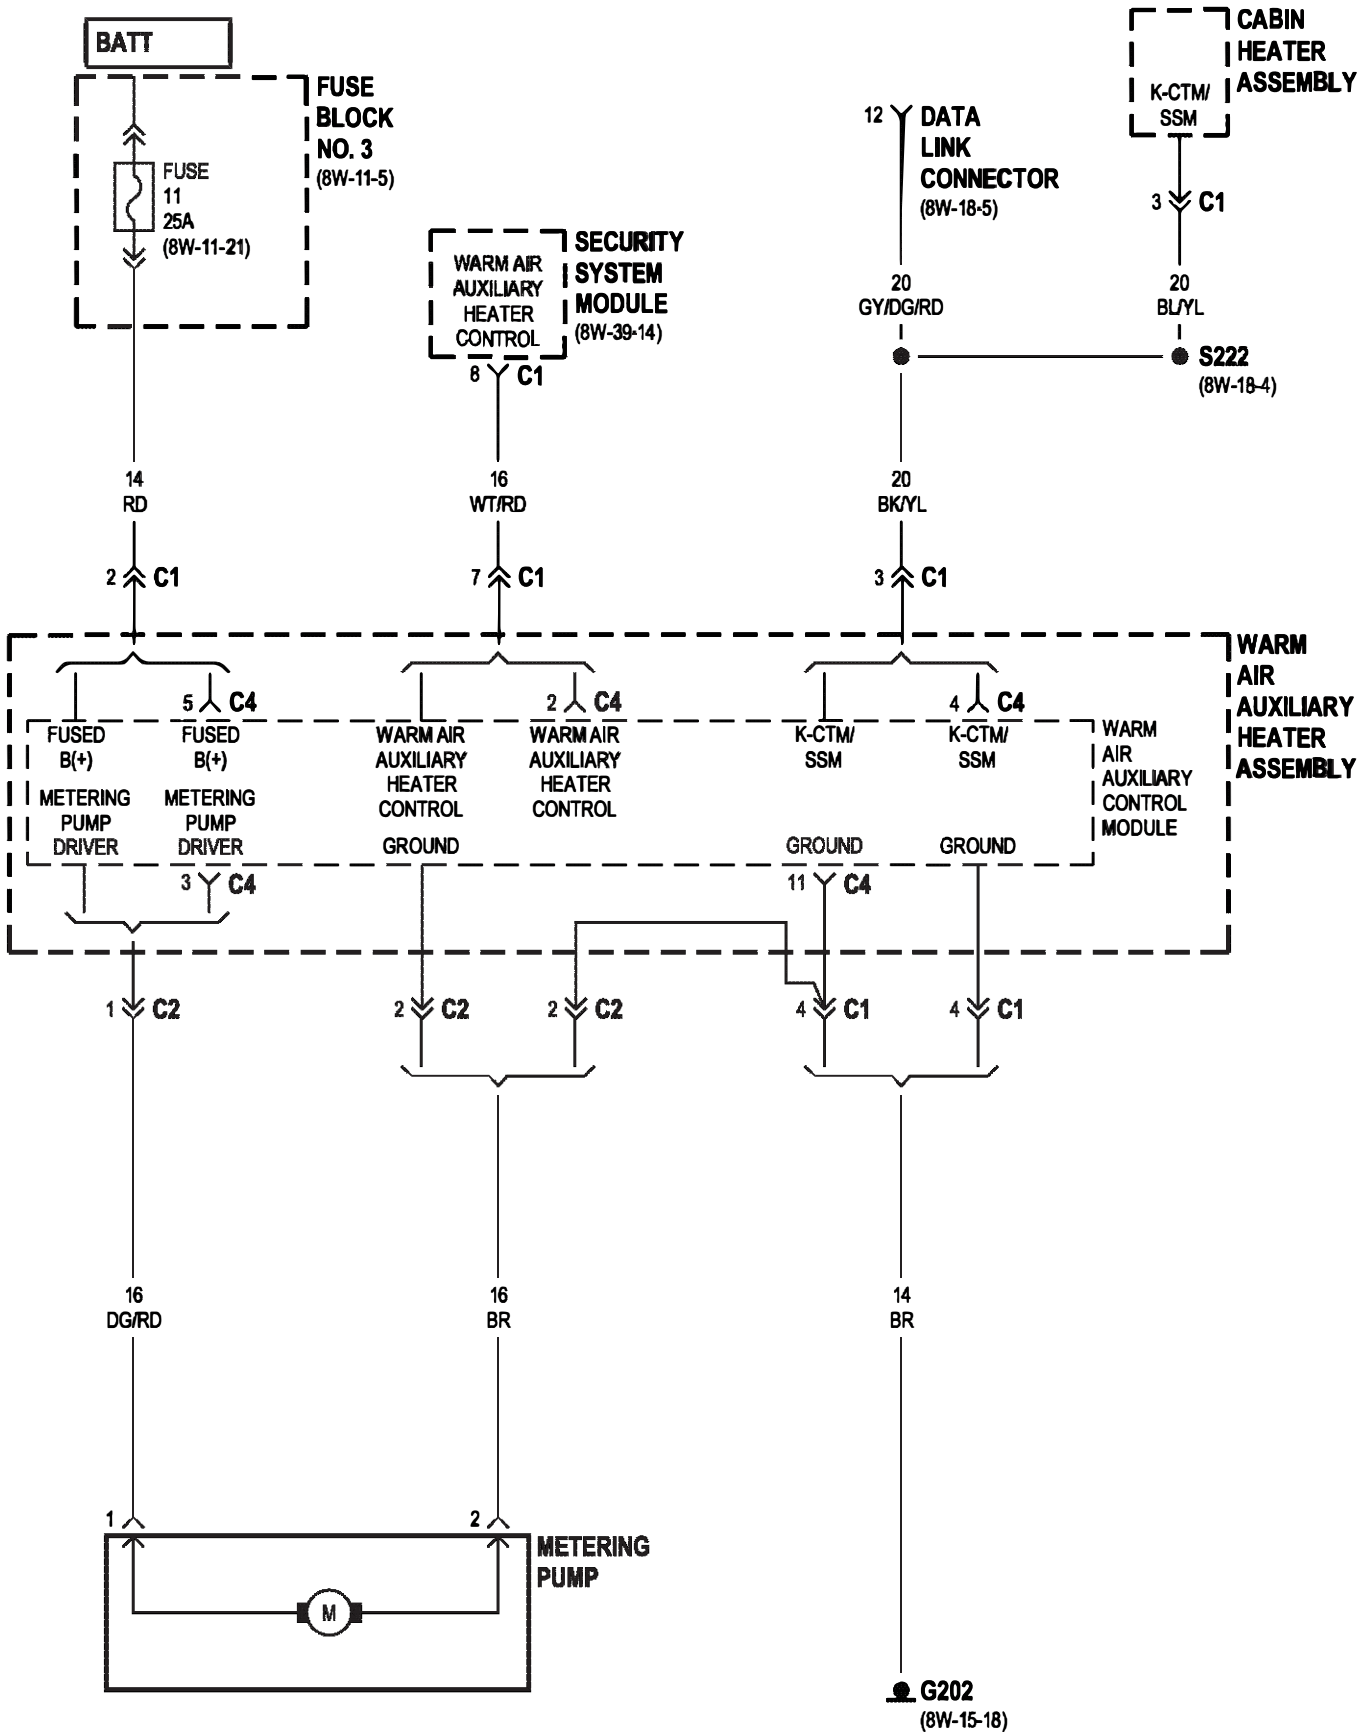 BATT
FUSE
BLOCK
NO. 3
(8W-11-5)
FUSE
11
25A
(8W-11-21)
WARM AIR
AUXILIARY
HEATER
CONTROL
SECURITY
SYSTEM
MODULE
(8W-39-14)
8 C1
12
DATA
LINK
CONNECTOR
(8W-18-5)
CABIN
HEATER
ASSEMBLY
K-CTM/
SSM
3 C1
20
GY/DG/RD
20
BL/YL
S222
(8W-18-4)
14
RD
16
WT/RD
20
BK/YL
2 C1
7 C1
3 C1
WARM
AIR
AUXILIARY
HEATER
ASSEMBLY
5 C4
2 C4
4 C4
FUSED
B(+)
FUSED
B(+)
WARM AIR
AUXILIARY
HEATER
CONTROL
WARM AIR
AUXILIARY
HEATER
CONTROL
K-CTM/
SSM
K-CTM/
SSM
WARM
AIR
AUXILIARY
CONTROL
MODULE
METERING
PUMP
DRIVER
METERING
PUMP
DRIVER
GROUND
GROUND
GROUND
3 C4
11 C4
1 C2
2 C2
2 C2
4 C1
4 C1
16
DG/RD
16
BR
14
BR
1
2
METERING
PUMP
M
G202
(8W-15-18)